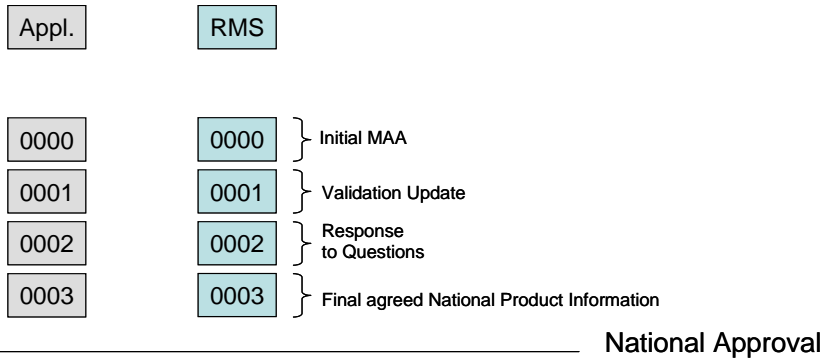 Appl. RMS
0000 0000 Initial MAA
0001 0001 Validation Update
0002 0002 Response
to Questions
0003 0003 Final agreed National Product Information
National Approval